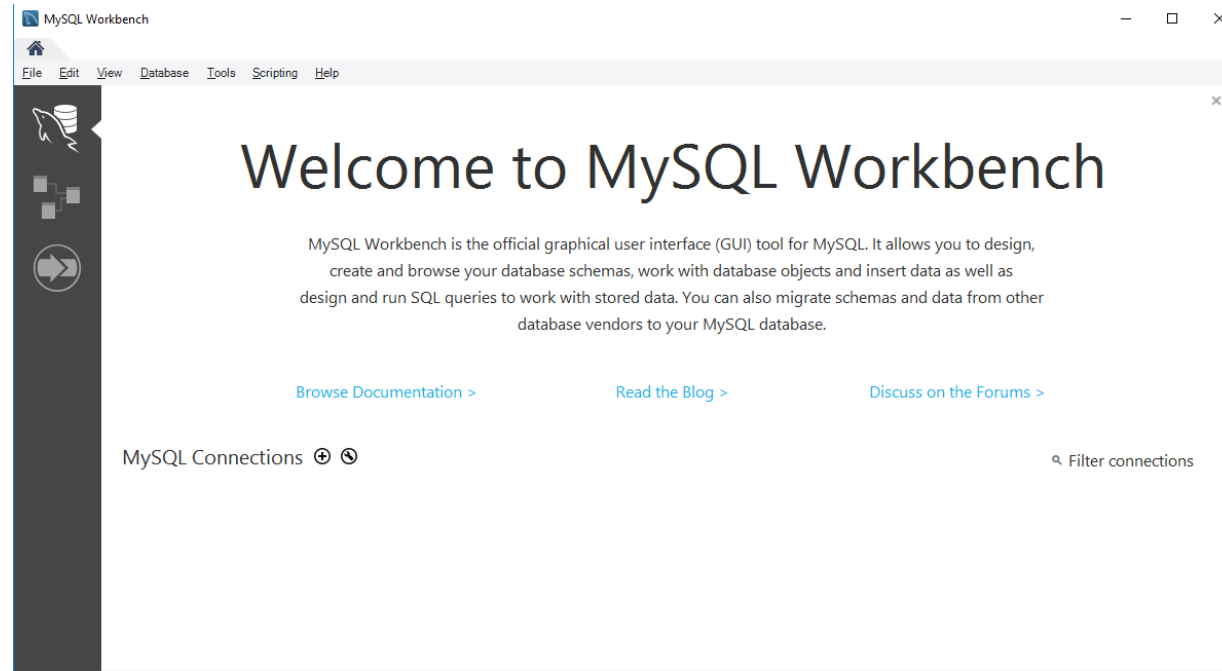 MySQL Workbench
File Edit View Database Tools Scripting Help
Welcome to MySQL Workbench
MySQL Workbench is the official graphical user interface (GUI) tool for MySQL. It allows you to design,
create and browse your database schemas, work with database objects and insert data as well as
design and run SQL queries to work with stored data. You can also migrate schemas and data from other
database vendors to your MySQL database.
Browse Documentation > Read the Blog > Discuss on the Forums >
MySQL Connections Filter connections